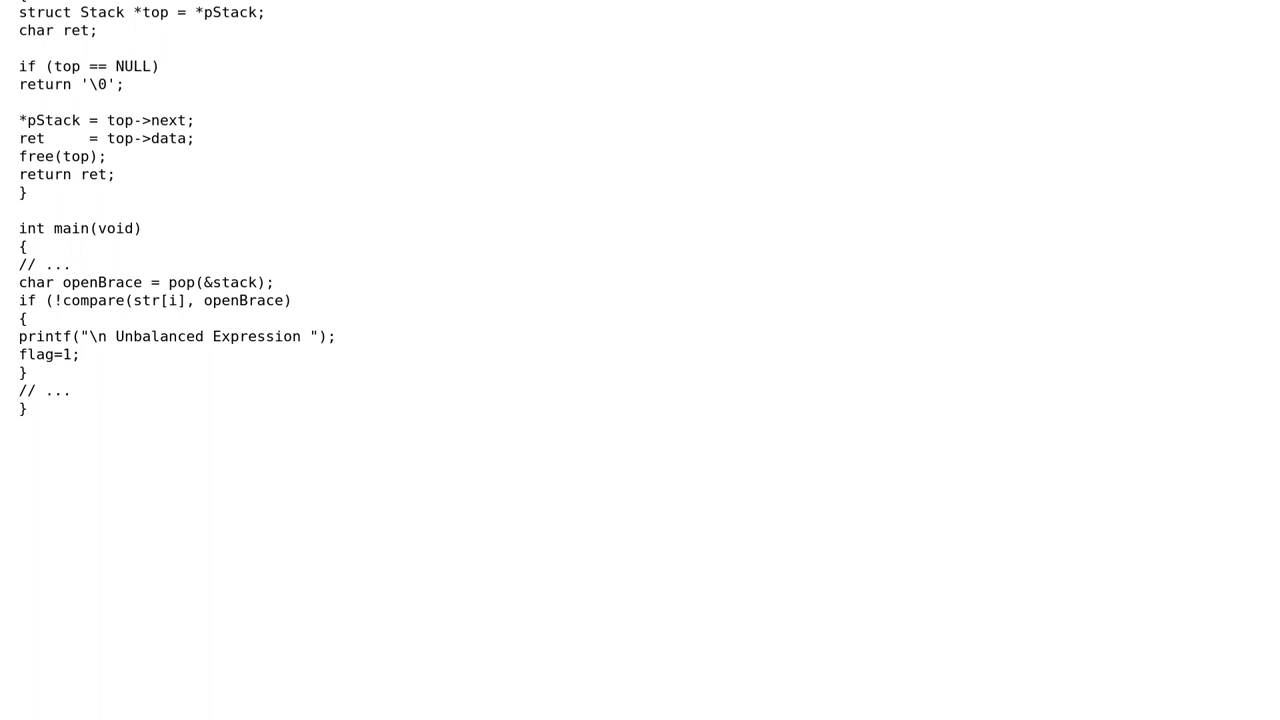 {
struct Stack *top = *pStack;
char ret;

if (top == NULL)
return '\0';

*pStack = top->next;
ret     = top->data;
free(top);
return ret;
}

int main(void)
{
// ...
char openBrace = pop(&stack);
if (!compare(str[i], openBrace)
{
printf("\n Unbalanced Expression ");
flag=1;
}
// ...
}